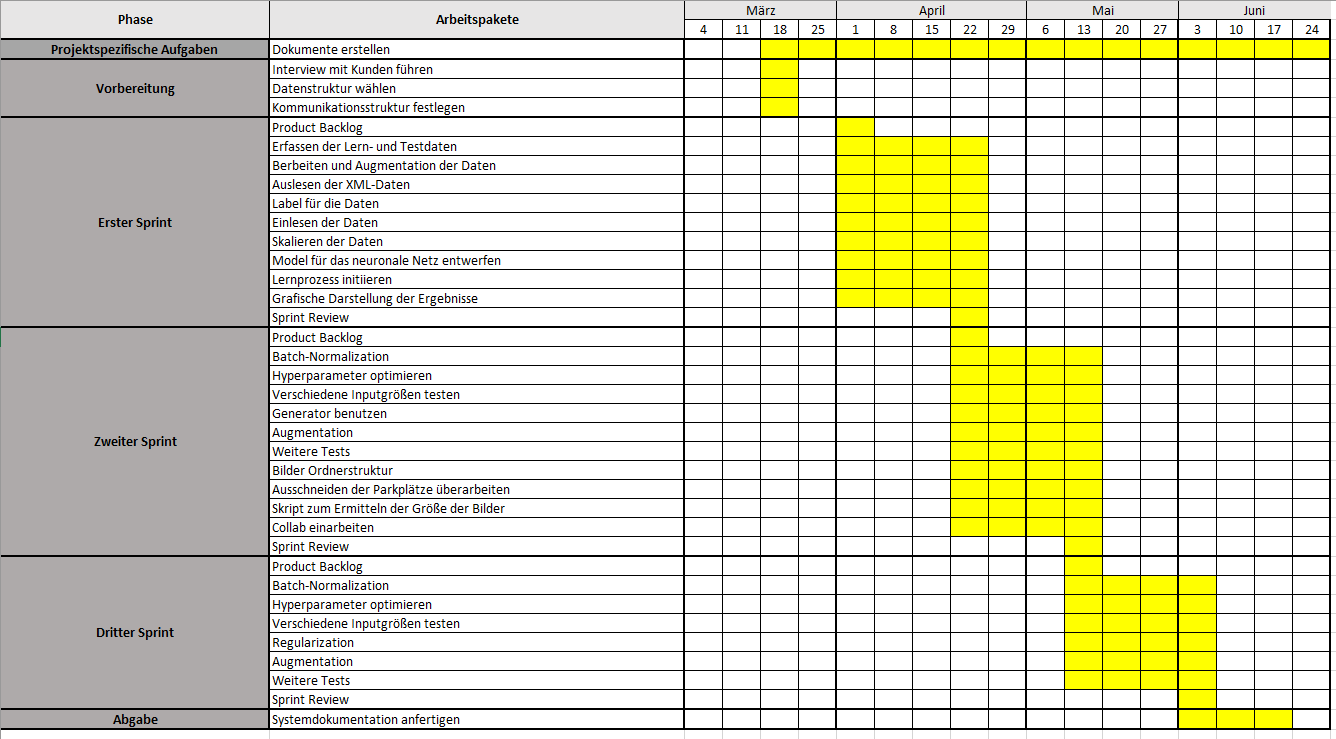 Phase Arbeitspakete März April Mai Juni
4 11 18 25 1 8 15 22 29 6 13 20 27 3 10 17 24
Projektspezifische Aufgaben Dokumente erstellen
Interview mit Kunden führen
Vorbereitung Datenstruktur wählen
Kommunikationsstruktur festlegen
Product Backlog
Erfassen der Lern- und Testdaten
Berbeiten und Augmentation der Daten
Auslesen der XML-Daten
Label für die Daten
Erster Sprint Einlesen der Daten
Skalieren der Daten
Model für das neuronale Netz entwerfen
Lernprozess initiieren
Grafische Darstellung der Ergebnisse
Sprint Review
Product Backlog
Batch-Normalization
Hyperparameter optimieren
Verschiedene Inputgrößen testen
Generator benutzen
Zweiter Sprint Augmentation
Weitere Tests
Bilder Ordnerstruktur
Ausschneiden der Parkplätze überarbeiten
Skript zum Ermitteln der Größe der Bilder
Collab einarbeiten
Sprint Review
Product Backlog
Batch-Normalization
Hyperparameter optimieren
Dritter Sprint Verschiedene Inputgrößen testen
Regularization
Augmentation
Weitere Tests
Sprint Review
Abgabe Systemdokumentation anfertigen